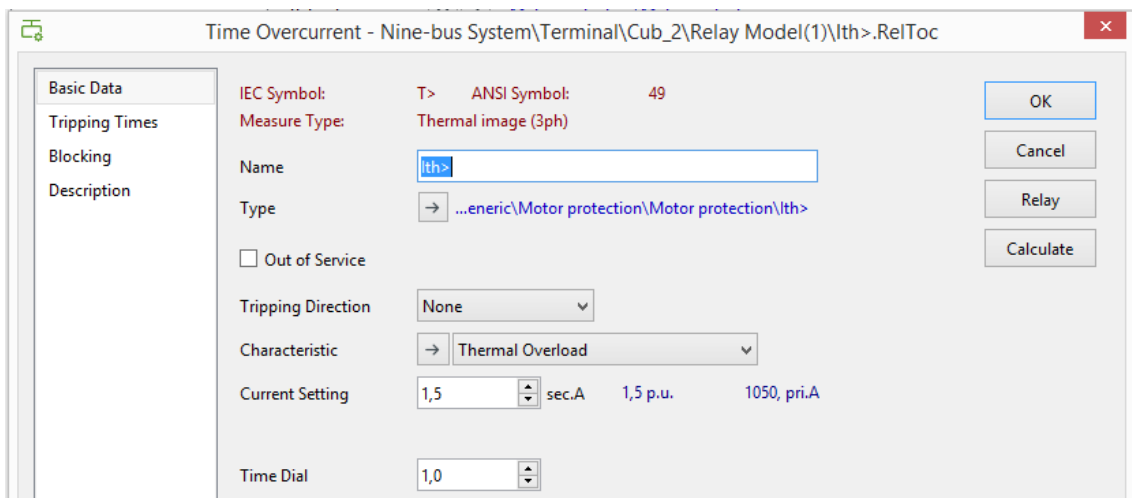 Time Overcurrent - Nine-bus System\Terminal\Cub_2\Relay Model(1)\Ith>.RelToc
Basic Data
Tripping Times
Blocking
Description
IEC Symbol: T> ANSI Symbol: 49
Measure Type: Thermal image (3ph)
Name Ith>
Type ...eneric\Motor protection\Motor protection\Ith>
Out of Service
Tripping Direction None
Characteristic Thermal Overload
Current Setting 1,5 sec.A 1,5 p.u. 1050, pri.A
Time Dial 1,0
OK
Cancel
Relay
Calculate